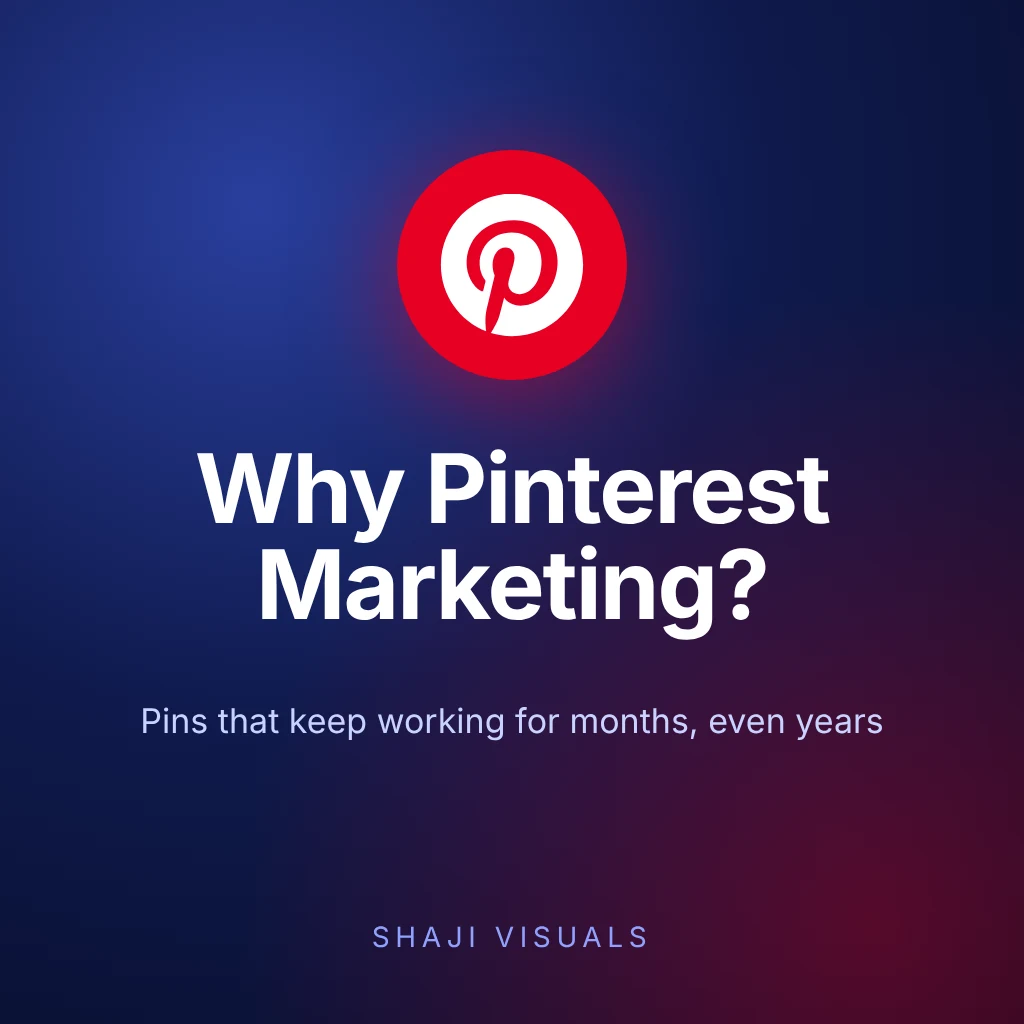 Why Pinterest
Marketing?
Pins that keep working for months, even years
SHAJI VISUALS